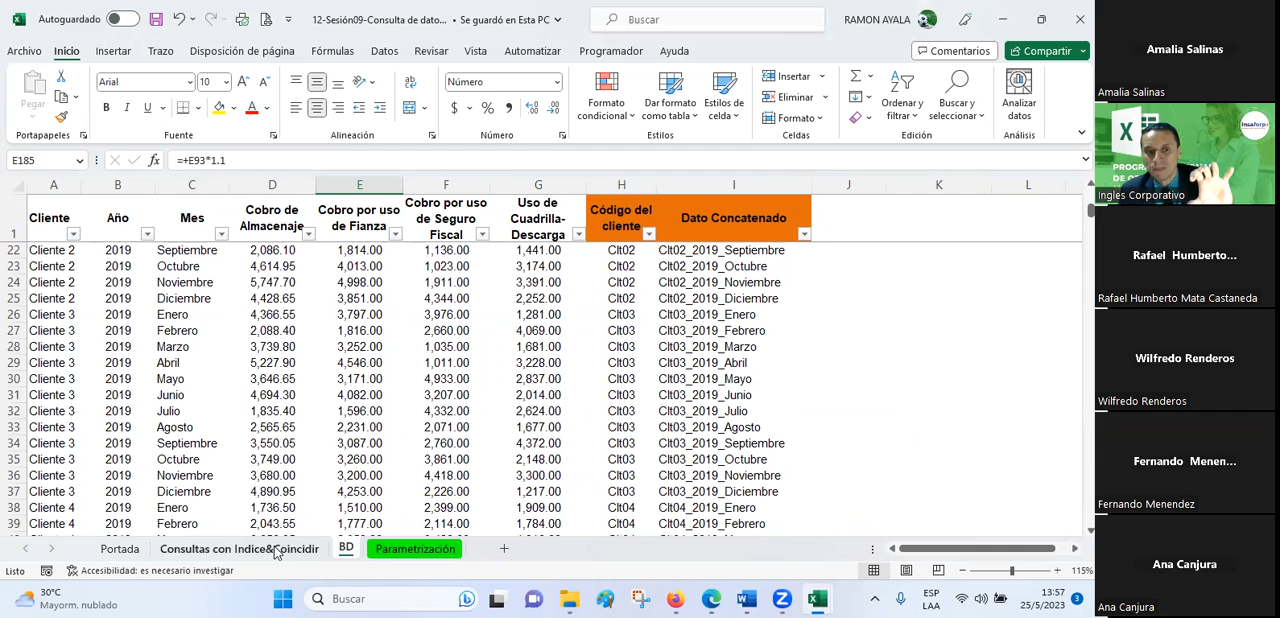 Autoguardado
12-Sesión09-Consulta de dato... • Se guardó en Esta PC
Buscar
RAMON AYALA
Archivo Inicio Insertar Trazo Disposición de página Fórmulas Datos Revisar Vista Automatizar Programador Ayuda
Comentarios Compartir
Pegar
Arial 10
N K S
Número
$ %
Formato condicional
Dar formato como tabla
Estilos de celda
Insertar
Eliminar
Formato
Ordenar y filtrar
Buscar y seleccionar
Analizar datos
Portapapeles Fuente Alineación Número Estilos Celdas Edición Análisis
E185 fx =+E93*1.1
A B C D E F G H I J K L
1 Cliente Año Mes Cobro de Almacenaje Cobro por uso de Fianza Cobro por uso de Seguro Fiscal Uso de Cuadrilla-Descarga Código del cliente Dato Concatenado
22 Cliente 2 2019 Septiembre 2,086.10 1,814.00 1,136.00 1,441.00 Clt02 Clt02_2019_Septiembre
23 Cliente 2 2019 Octubre 4,614.95 4,013.00 1,023.00 3,174.00 Clt02 Clt02_2019_Octubre
24 Cliente 2 2019 Noviembre 5,747.70 4,998.00 1,911.00 3,391.00 Clt02 Clt02_2019_Noviembre
25 Cliente 2 2019 Diciembre 4,428.65 3,851.00 4,344.00 2,252.00 Clt02 Clt02_2019_Diciembre
26 Cliente 3 2019 Enero 4,366.55 3,797.00 3,976.00 1,281.00 Clt03 Clt03_2019_Enero
27 Cliente 3 2019 Febrero 2,088.40 1,816.00 2,660.00 4,069.00 Clt03 Clt03_2019_Febrero
28 Cliente 3 2019 Marzo 3,739.80 3,252.00 1,035.00 1,681.00 Clt03 Clt03_2019_Marzo
29 Cliente 3 2019 Abril 5,227.90 4,546.00 1,011.00 3,228.00 Clt03 Clt03_2019_Abril
30 Cliente 3 2019 Mayo 3,646.65 3,171.00 4,933.00 2,837.00 Clt03 Clt03_2019_Mayo
31 Cliente 3 2019 Junio 4,694.30 4,082.00 3,207.00 2,014.00 Clt03 Clt03_2019_Junio
32 Cliente 3 2019 Julio 1,835.40 1,596.00 4,332.00 2,624.00 Clt03 Clt03_2019_Julio
33 Cliente 3 2019 Agosto 2,565.65 2,231.00 2,071.00 1,677.00 Clt03 Clt03_2019_Agosto
34 Cliente 3 2019 Septiembre 3,550.05 3,087.00 2,760.00 4,372.00 Clt03 Clt03_2019_Septiembre
35 Cliente 3 2019 Octubre 3,749.00 3,260.00 3,861.00 2,148.00 Clt03 Clt03_2019_Octubre
36 Cliente 3 2019 Noviembre 3,680.00 3,200.00 4,418.00 3,300.00 Clt03 Clt03_2019_Noviembre
37 Cliente 3 2019 Diciembre 4,890.95 4,253.00 2,226.00 1,217.00 Clt03 Clt03_2019_Diciembre
38 Cliente 4 2019 Enero 1,736.50 1,510.00 2,399.00 1,909.00 Clt04 Clt04_2019_Enero
39 Cliente 4 2019 Febrero 2,043.55 1,777.00 2,114.00 1,784.00 Clt04 Clt04_2019_Febrero
Portada Consultas con Indice&Coincidir BD Parametrización
Listo Accesibilidad: es necesario investigar 115%
30°C
Mayorm. nublado
Buscar
ESP
LAA
13:57
25/5/2023
3
Amalia Salinas
Amalia Salinas
Insaforp
Ingles Corporativo
Rafael Humberto...
Rafael Humberto Mata Castaneda
Wilfredo Renderos
Wilfredo Renderos
Fernando Menen...
Fernando Menendez
Ana Canjura
Ana Canjura